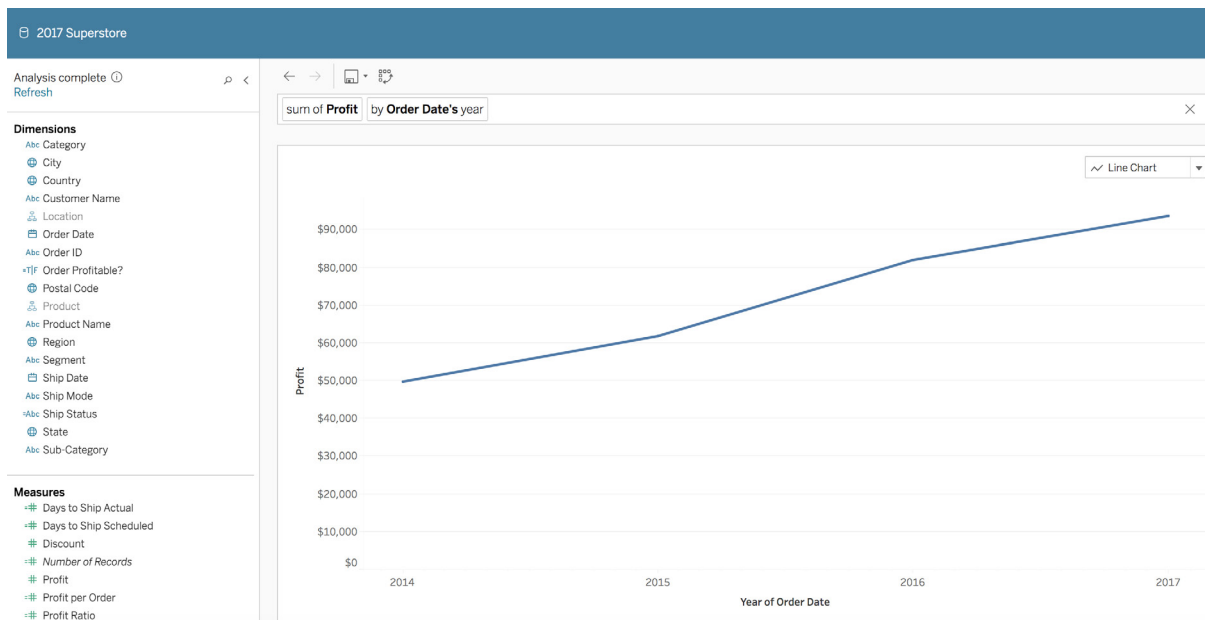 2017 Superstore
Analysis complete
Refresh
Dimensions
Abc Category
City
Country
Abc Customer Name
Location
Order Date
Abc Order ID
=T|F Order Profitable?
Postal Code
Product
Abc Product Name
Region
Abc Segment
Ship Date
Abc Ship Mode
=Abc Ship Status
State
Abc Sub-Category
Measures
=# Days to Ship Actual
=# Days to Ship Scheduled
# Discount
=# Number of Records
# Profit
=# Profit per Order
=# Profit Ratio
sum of Profit by Order Date's year
Line Chart
Profit
$90,000
$80,000
$70,000
$60,000
$50,000
$40,000
$30,000
$20,000
$10,000
$0
2014 2015 2016 2017
Year of Order Date